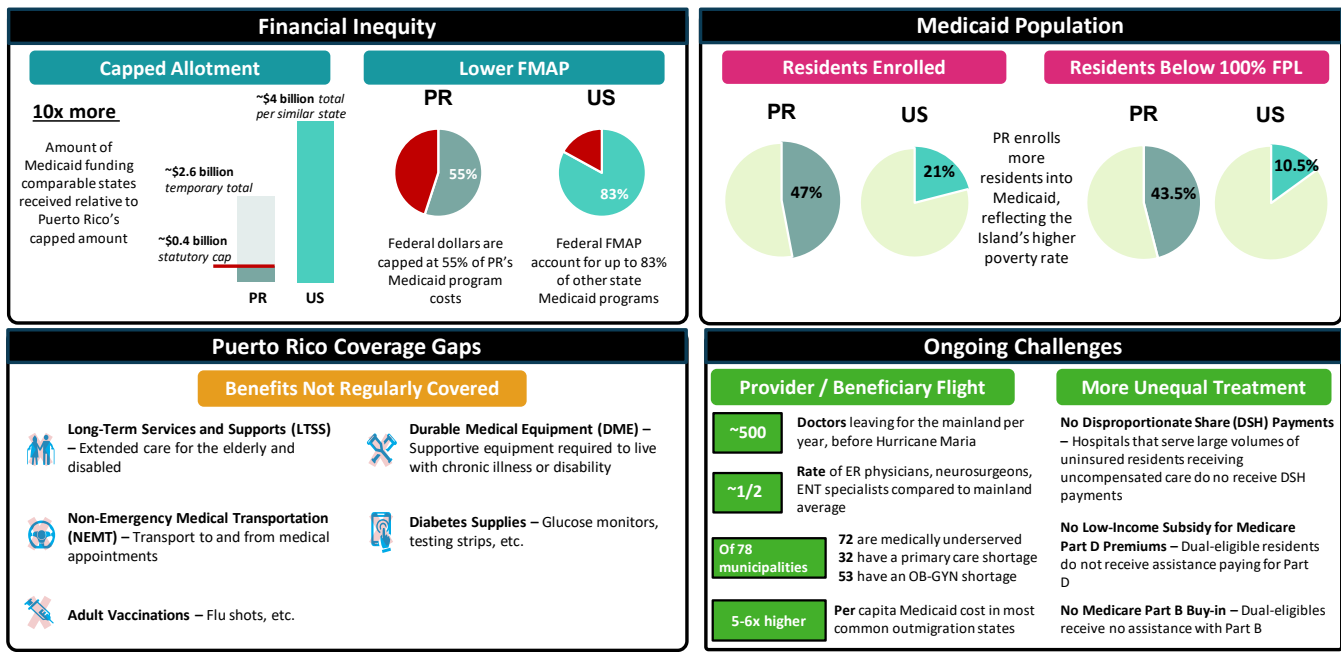 Financial Inequity
Capped Allotment
10x more
Amount of
Medicaid funding
comparable states
received relative to
Puerto Rico's
capped amount
~$4 billion total
per similar state
~$2.6 billion
temporary total
~$0.4 billion
statutory cap
PR
US
Lower FMAP
PR
55%
Federal dollars are
capped at 55% of PR's
Medicaid program
costs
US
83%
Federal FMAP
account for up to 83%
of other state
Medicaid programs
Medicaid Population
Residents Enrolled
PR
47%
US
21%
PR enrolls
more
residents into
Medicaid,
reflecting the
Island's higher
poverty rate
Residents Below 100% FPL
PR
43.5%
US
10.5%
Puerto Rico Coverage Gaps
Benefits Not Regularly Covered
Long-Term Services and Supports (LTSS)
– Extended care for the elderly and
disabled
Non-Emergency Medical Transportation
(NEMT) – Transport to and from medical
appointments
Adult Vaccinations – Flu shots, etc.
Durable Medical Equipment (DME) –
Supportive equipment required to live
with chronic illness or disability
Diabetes Supplies – Glucose monitors,
testing strips, etc.
Ongoing Challenges
Provider / Beneficiary Flight
~500
Doctors leaving for the mainland per
year, before Hurricane Maria
~1/2
Rate of ER physicians, neurosurgeons,
ENT specialists compared to mainland
average
Of 78
municipalities
72 are medically underserved
32 have a primary care shortage
53 have an OB-GYN shortage
5-6x higher
Per capita Medicaid cost in most
common outmigration states
More Unequal Treatment
No Disproportionate Share (DSH) Payments
– Hospitals that serve large volumes of
uninsured residents receiving
uncompensated care do no receive DSH
payments
No Low-Income Subsidy for Medicare
Part D Premiums – Dual-eligible residents
do not receive assistance paying for Part
D
No Medicare Part B Buy-in – Dual-eligibles
receive no assistance with Part B